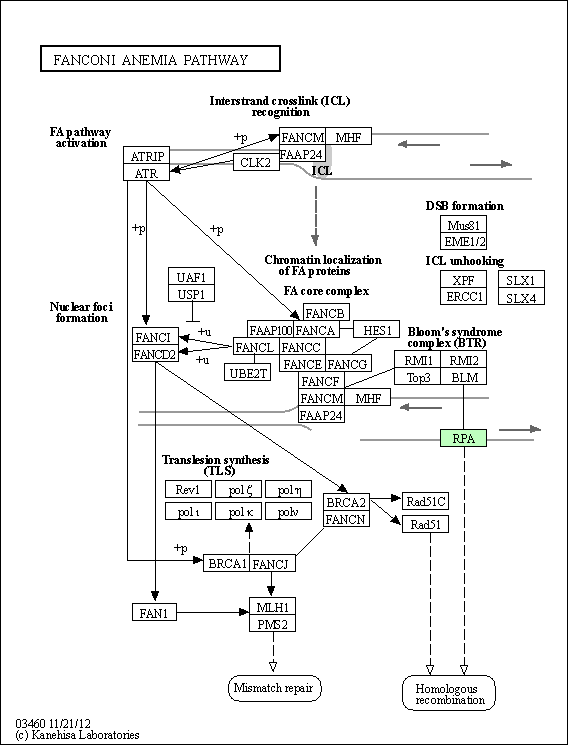 FANCONI ANEMIA PATHWAY
Interstrand crosslink (ICL)
recognition
FA pathway
activation
+p
FANCM MHF
FAAP24
ATRIP
ATR
CLK2
ICL
DSB formation
Mus81
EME1/2
+p
+p
Chromatin localization
of FA proteins
ICL unhooking
XPF SLX1
ERCC1 SLX4
UAF1
USP1
FA core complex
Nuclear foci
formation
FANCB
FAAP100 FANCA HES1
+u
FANCI
FANCD2
+u
FANCL FANCC
FANCE FANCG
UBE2T
FANCF
FANCM MHF
FAAP24
Bloom's syndrome
complex (BTR)
RMI1 RMI2
Top3 BLM
RPA
Translesion synthesis
(TLS)
Rev1 pol ζ pol η
pol ι pol κ polν
BRCA2
FANCN
Rad51C
Rad51
+p
BRCA1 FANCJ
FAN1
MLH1
PMS2
Mismatch repair
Homologous
recombination
03460 11/21/12
(c) Kanehisa Laboratories